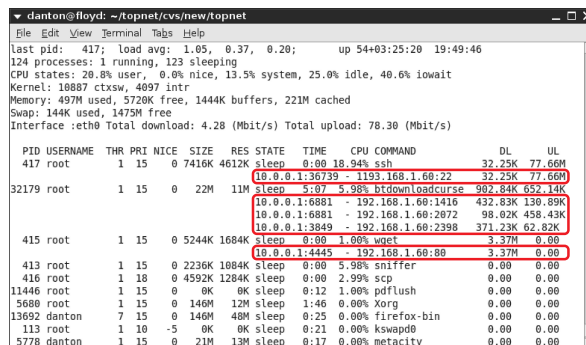 danton@floyd: ~/topnet/cvs/new/topnet
File Edit View Terminal Tabs Help
last pid: 417; load avg: 1.05, 0.37, 0.20; up 54+03:25:20 19:49:46
124 processes: 1 running, 123 sleeping
CPU states: 20.8% user, 0.0% nice, 13.5% system, 25.0% idle, 40.6% iowait
Kernel: 10887 ctxsw, 4097 intr
Memory: 497M used, 5720K free, 1444K buffers, 221M cached
Swap: 144K used, 1475M free
Interface :eth0 Total download: 4.28 (Mbit/s) Total upload: 78.30 (Mbit/s)
PID USERNAME THR PRI NICE SIZE RES STATE TIME CPU COMMAND DL UL
417 root 1 15 0 7416K 4612K sleep 0:00 18.94% ssh 32.25K 77.66M
10.0.0.1:36739 - 1193.168.1.60:22 32.25K 77.66M
32179 root 1 15 0 22M 11M sleep 5:07 5.98% btdownloadcurse 902.84K 652.14K
10.0.0.1:6881 - 192.168.1.60:1416 432.83K 130.89K
10.0.0.1:6881 - 192.168.1.60:2072 98.02K 458.43K
10.0.0.1:3849 - 192.168.1.60:2398 371.23K 62.82K
415 root 1 15 0 5244K 1684K sleep 0:00 1.00% wget 3.37M 0.00
10.0.0.1:4445 - 192.168.1.60:80 3.37M 0.00
413 root 1 15 0 2236K 1084K sleep 0:00 5.98% sniffer 0.00 0.00
416 root 1 18 0 4592K 1284K sleep 0:00 2.99% scp 0.00 0.00
11446 root 1 15 0 0K 0K sleep 0:12 1.00% pdflush 0.00 0.00
5680 root 1 15 0 146M 12M sleep 1:46 0.00% Xorg 0.00 0.00
13692 danton 7 15 0 146M 48M sleep 0:25 0.00% firefox-bin 0.00 0.00
113 root 1 10 -5 0K 0K sleep 0:21 0.00% kswapd0 0.00 0.00
5778 danton 1 15 0 21M 13M sleep 0:17 0.00% metacity 0.00 0.00